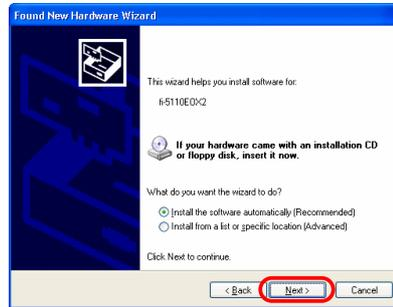 Found New Hardware Wizard
This wizard helps you install software for:
fi-5110EOX2
If your hardware came with an installation CD
or floppy disk, insert it now.
What do you want the wizard to do?
Install the software automatically (Recommended)
Install from a list or specific location (Advanced)
Click Next to continue.
< Back
Next >
Cancel